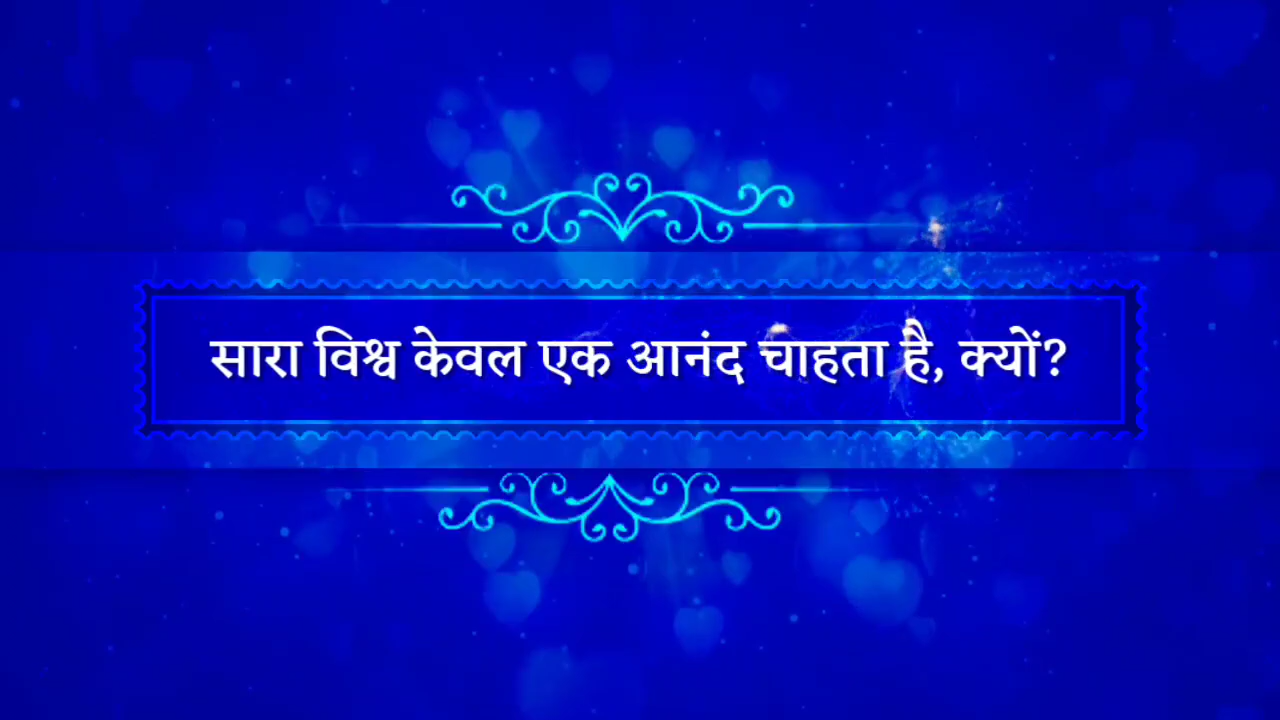 सारा विश्व केवल एक आनंद चाहता है, क्यों?